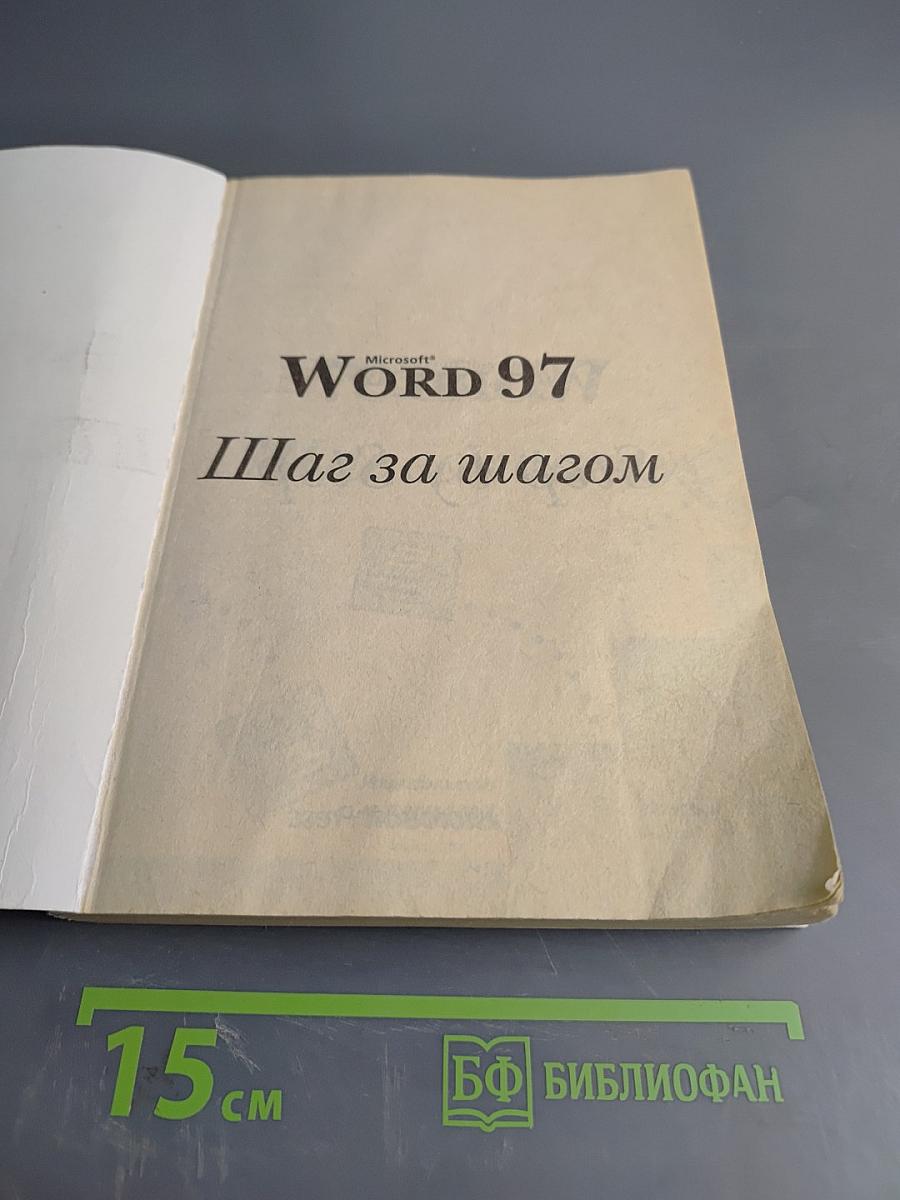 Microsoft®
WORD 97
Шаг за шагом
15 см
БФ БИБЛИОФАН